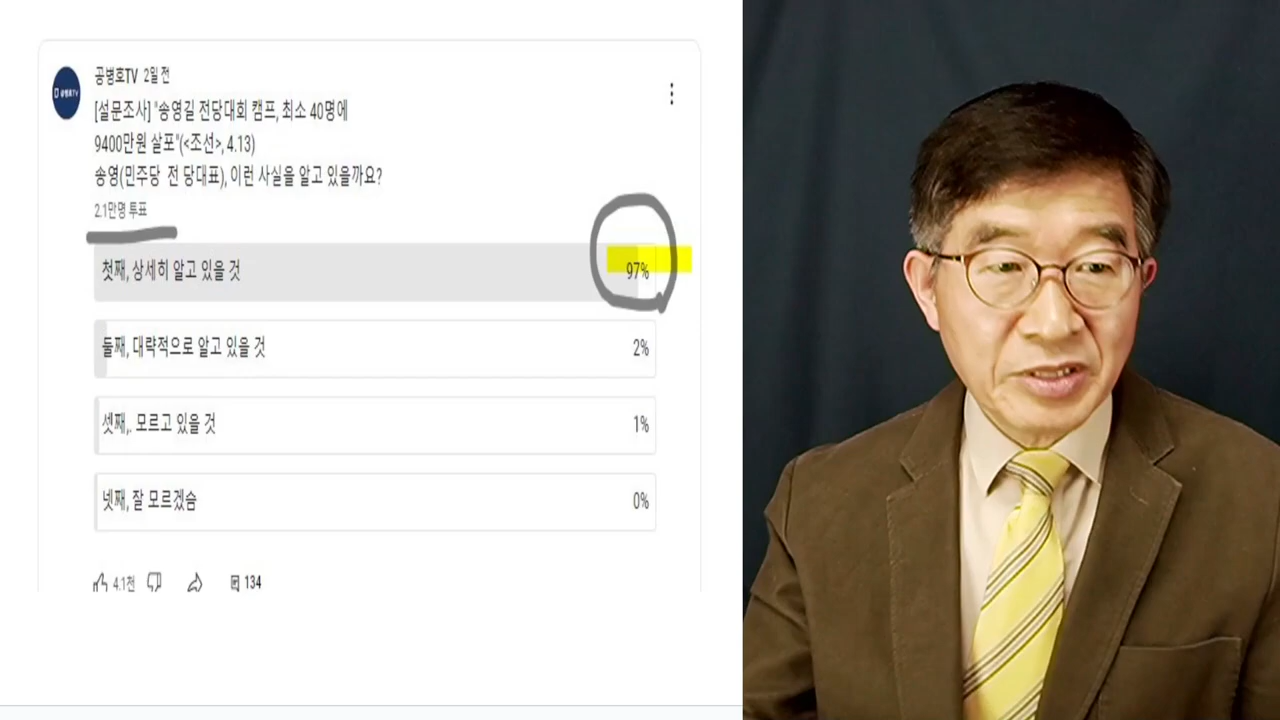 공병호TV
공병호TV 2일 전
[설문조사] "송영길 전당대회 캠프, 최소 40명에
9400만원 살포"(<조선>, 4.13)
송영(민주당 전 당대표), 이런 사실을 알고 있을까요?
2.1만명 투표
첫째, 상세히 알고 있을 것 97%
둘째, 대략적으로 알고 있을 것 2%
셋째,. 모르고 있을 것 1%
넷째, 잘 모르겠슴 0%
4.1천 134